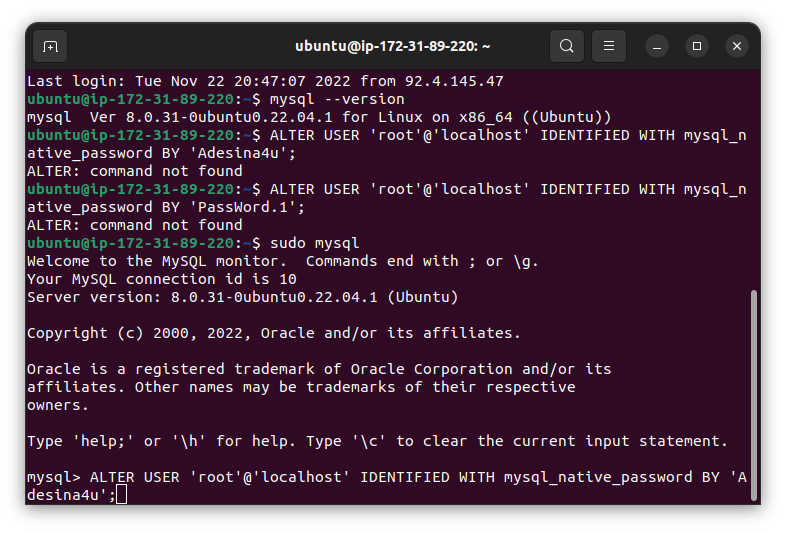 ubuntu@ip-172-31-89-220: ~
Last login: Tue Nov 22 20:47:07 2022 from 92.4.145.47
ubuntu@ip-172-31-89-220:~$ mysql --version
mysql  Ver 8.0.31-0ubuntu0.22.04.1 for Linux on x86_64 ((Ubuntu))
ubuntu@ip-172-31-89-220:~$ ALTER USER 'root'@'localhost' IDENTIFIED WITH mysql_n
ative_password BY 'Adesina4u';
ALTER: command not found
ubuntu@ip-172-31-89-220:~$ ALTER USER 'root'@'localhost' IDENTIFIED WITH mysql_n
ative_password BY 'PassWord.1';
ALTER: command not found
ubuntu@ip-172-31-89-220:~$ sudo mysql
Welcome to the MySQL monitor.  Commands end with ; or \g.
Your MySQL connection id is 10
Server version: 8.0.31-0ubuntu0.22.04.1 (Ubuntu)

Copyright (c) 2000, 2022, Oracle and/or its affiliates.

Oracle is a registered trademark of Oracle Corporation and/or its
affiliates. Other names may be trademarks of their respective
owners.

Type 'help;' or '\h' for help. Type '\c' to clear the current input statement.

mysql> ALTER USER 'root'@'localhost' IDENTIFIED WITH mysql_native_password BY 'A
desina4u';